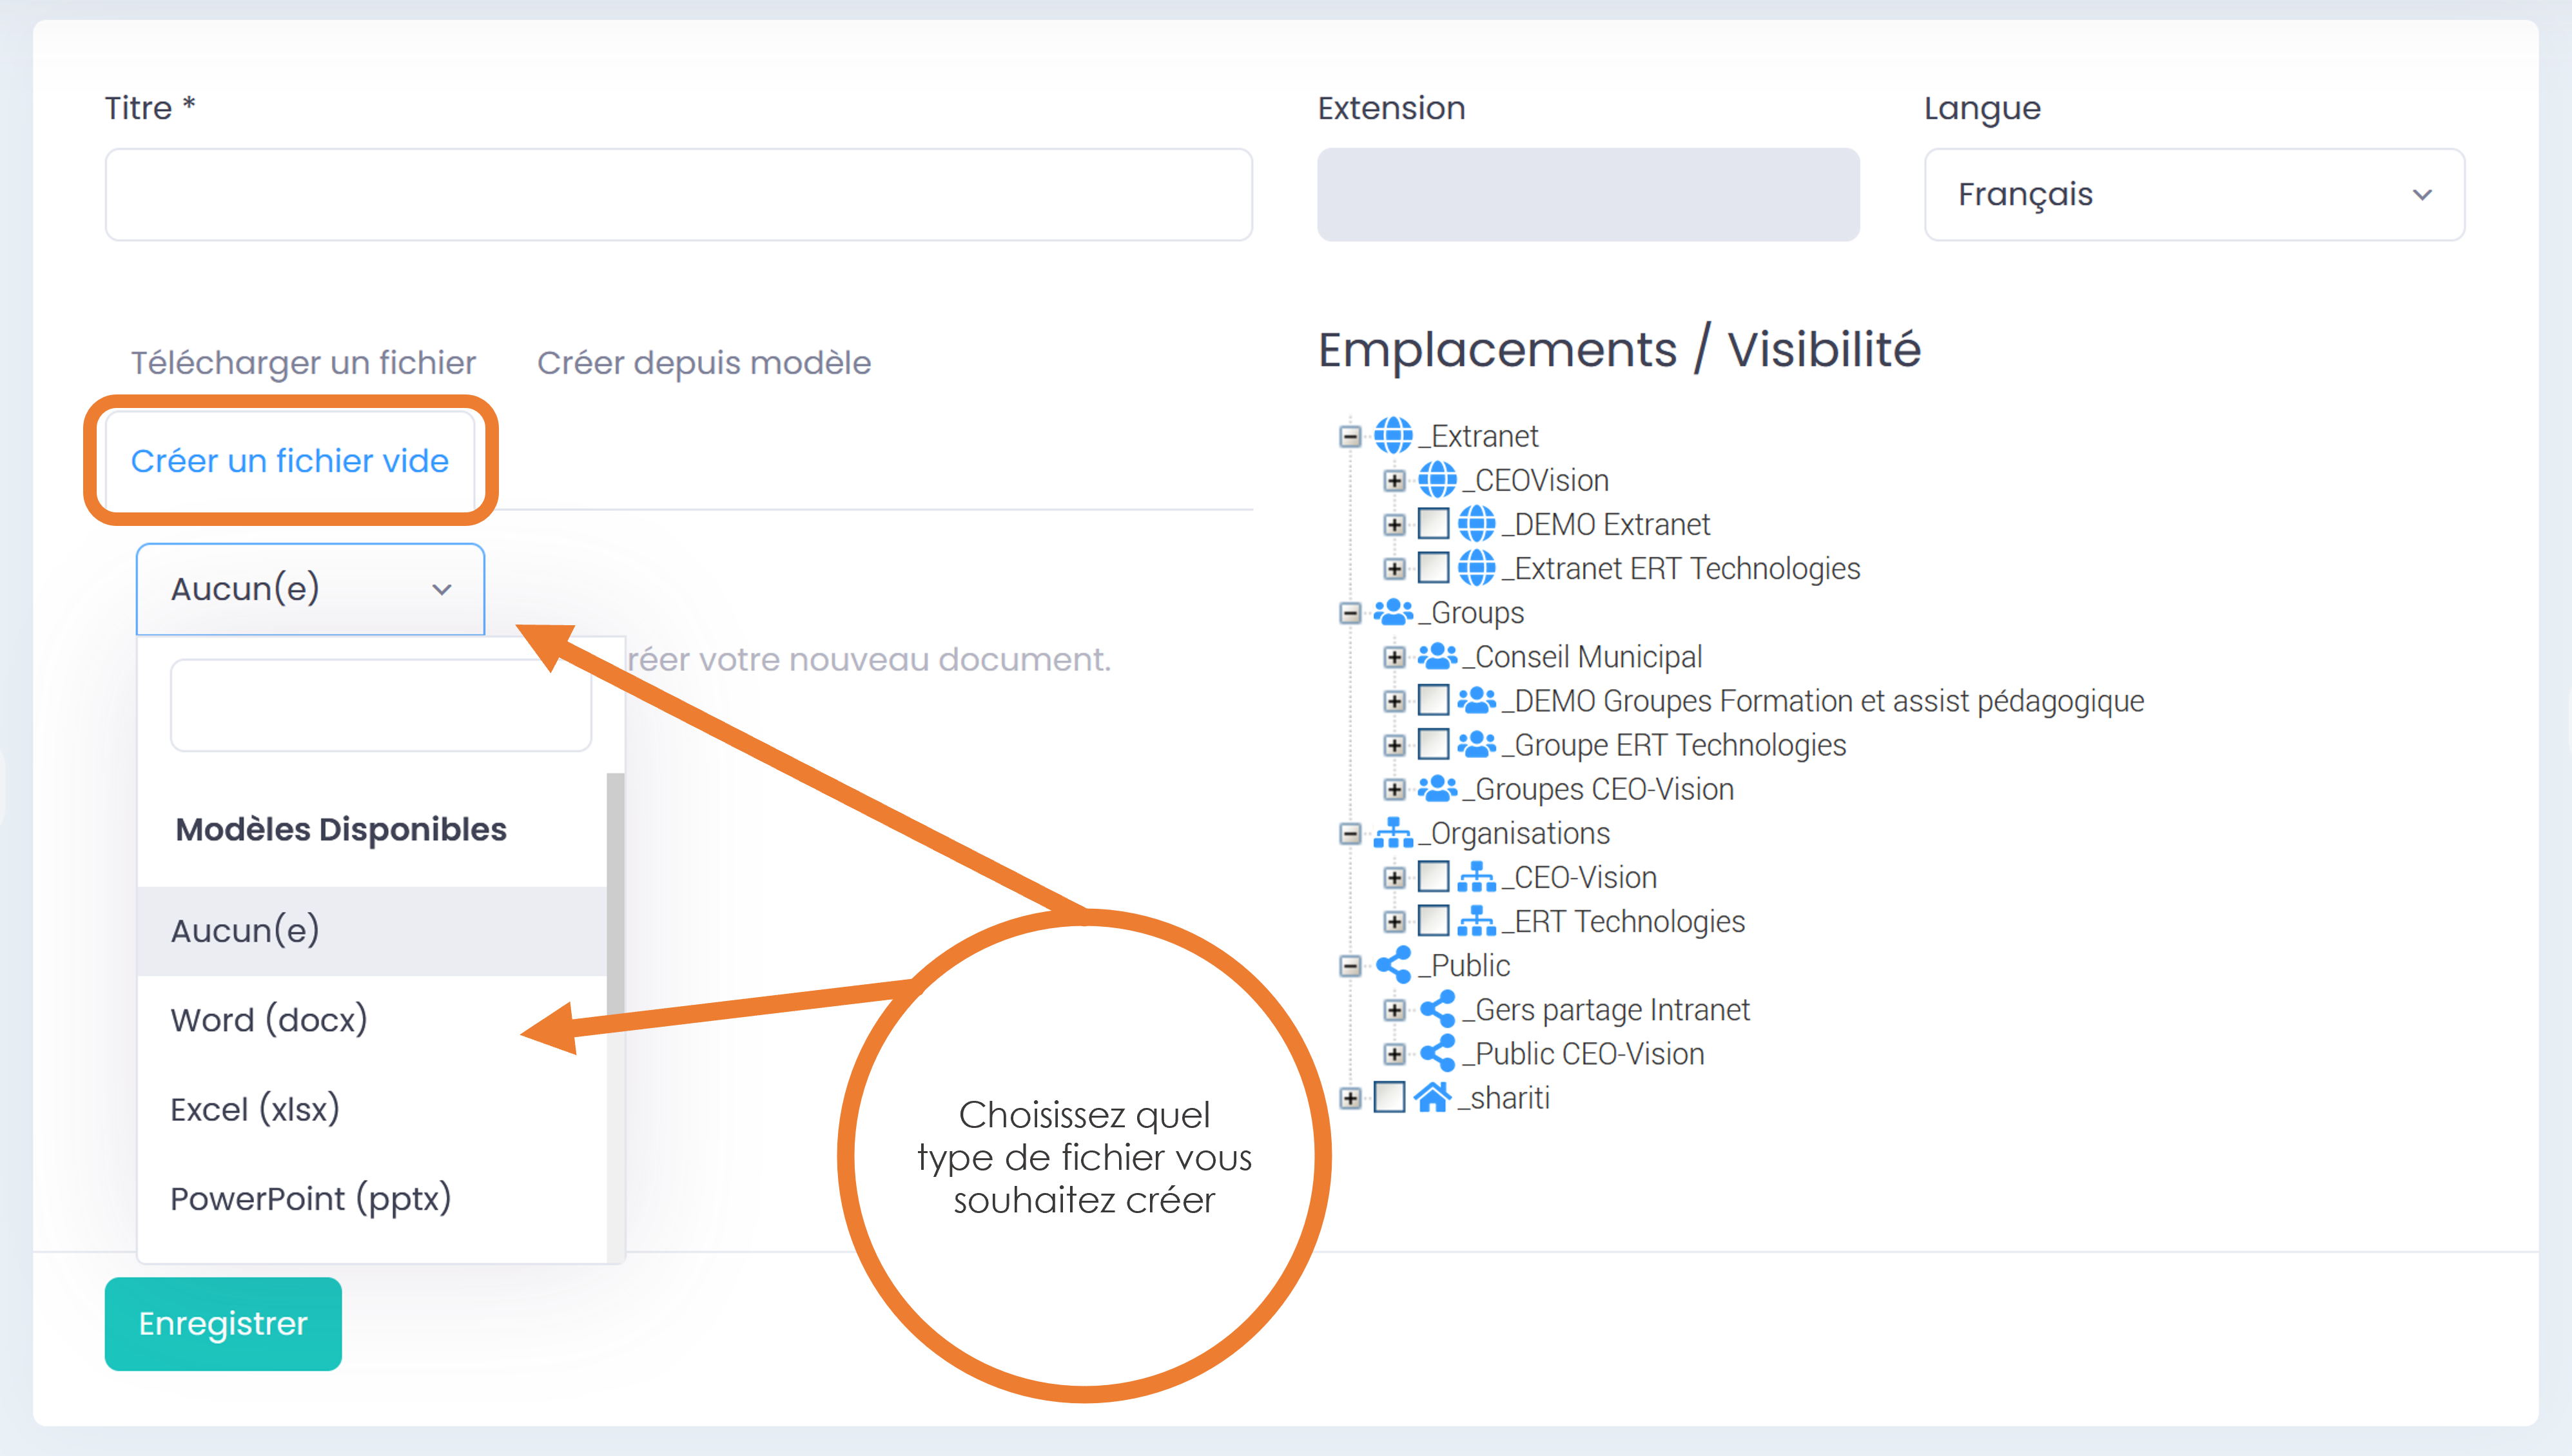 Titre *
Extension
Langue
Français
Télécharger un fichier
Créer depuis modèle
Créer un fichier vide
Aucun(e)
réer votre nouveau document.
Modèles Disponibles
Aucun(e)
Word (docx)
Excel (xlsx)
PowerPoint (pptx)
Choisissez quel
type de fichier vous
souhaitez créer
Enregistrer
Emplacements / Visibilité
_Extranet
_CEOVision
_DEMO Extranet
_Extranet ERT Technologies
_Groups
_Conseil Municipal
_DEMO Groupes Formation et assist pédagogique
_Groupe ERT Technologies
_Groupes CEO-Vision
_Organisations
_CEO-Vision
_ERT Technologies
_Public
_Gers partage Intranet
_Public CEO-Vision
_shariti